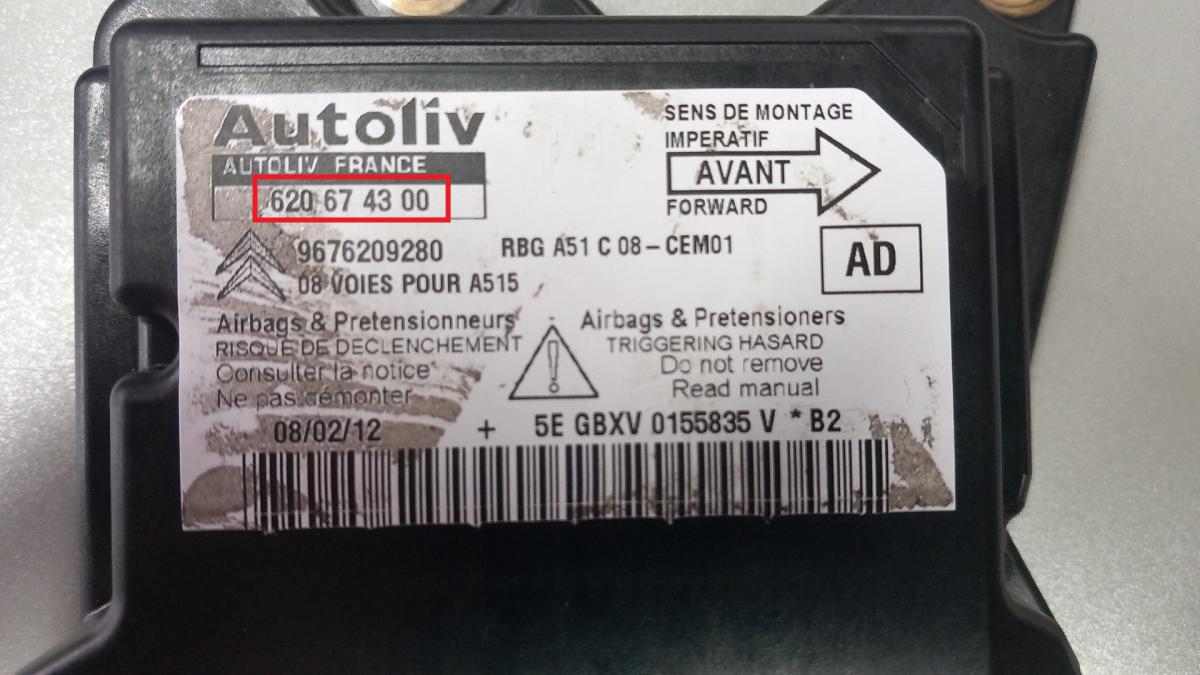 Autoliv
AUTOLIV FRANCE
620 67 43 00
SENS DE MONTAGE
IMPERATIF
AVANT
FORWARD
9676209280 RBG A51 C 08-CEM01
08 VOIES POUR A515
AD
Airbags & Pretensionneurs
RISQUE DE DECLENCHEMENT
Consulter la notice
Ne pas démonter
!
Airbags & Pretensioners
TRIGGERING HASARD
Do not remove
Read manual
08/02/12 + 5E GBXV 0155835 V * B2